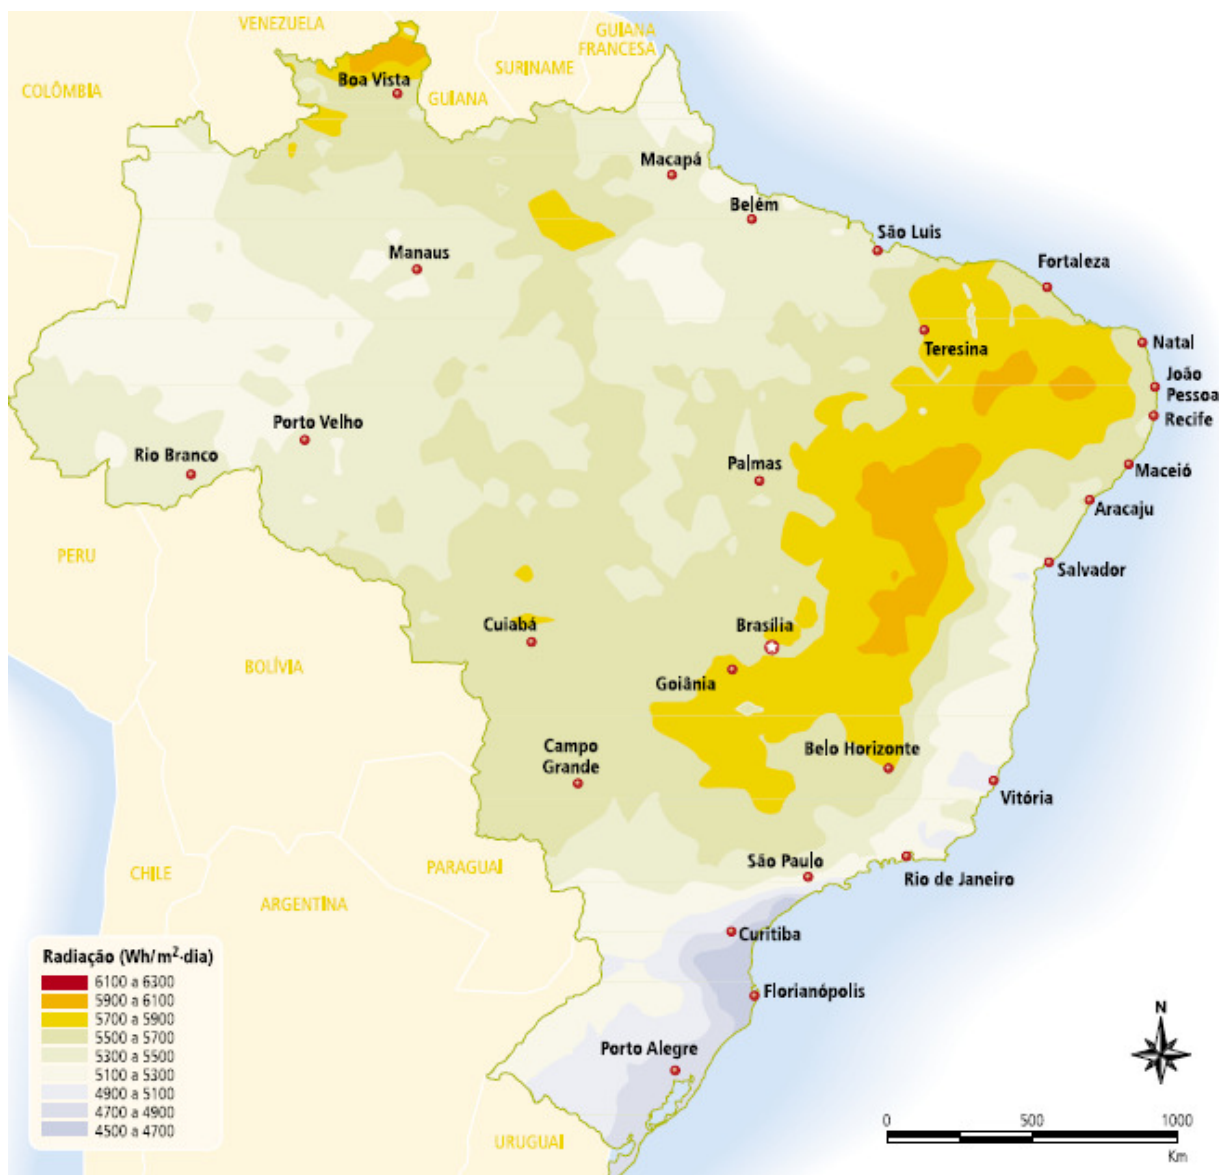 VENEZUELA
GUIANA
FRANCESA
SURINAME
COLÔMBIA
GUIANA
Boa Vista
Macapá
Belém
São Luis
Manaus
Fortaleza
Teresina
Natal
João
Pessoa
Recife
Porto Velho
Rio Branco
Palmas
Maceió
Aracaju
PERU
Salvador
Cuiabá
Brasília
BOLÍVIA
Goiânia
Campo
Grande
Belo Horizonte
Vitória
CHILE
PARAGUAI
São Paulo
Rio de Janeiro
ARGENTINA
Curitiba
Florianópolis
Porto Alegre
URUGUAI
Radiação (Wh/m²·dia)
6100 a 6300
5900 a 6100
5700 a 5900
5500 a 5700
5300 a 5500
5100 a 5300
4900 a 5100
4700 a 4900
4500 a 4700
N
0 500 1000
Km